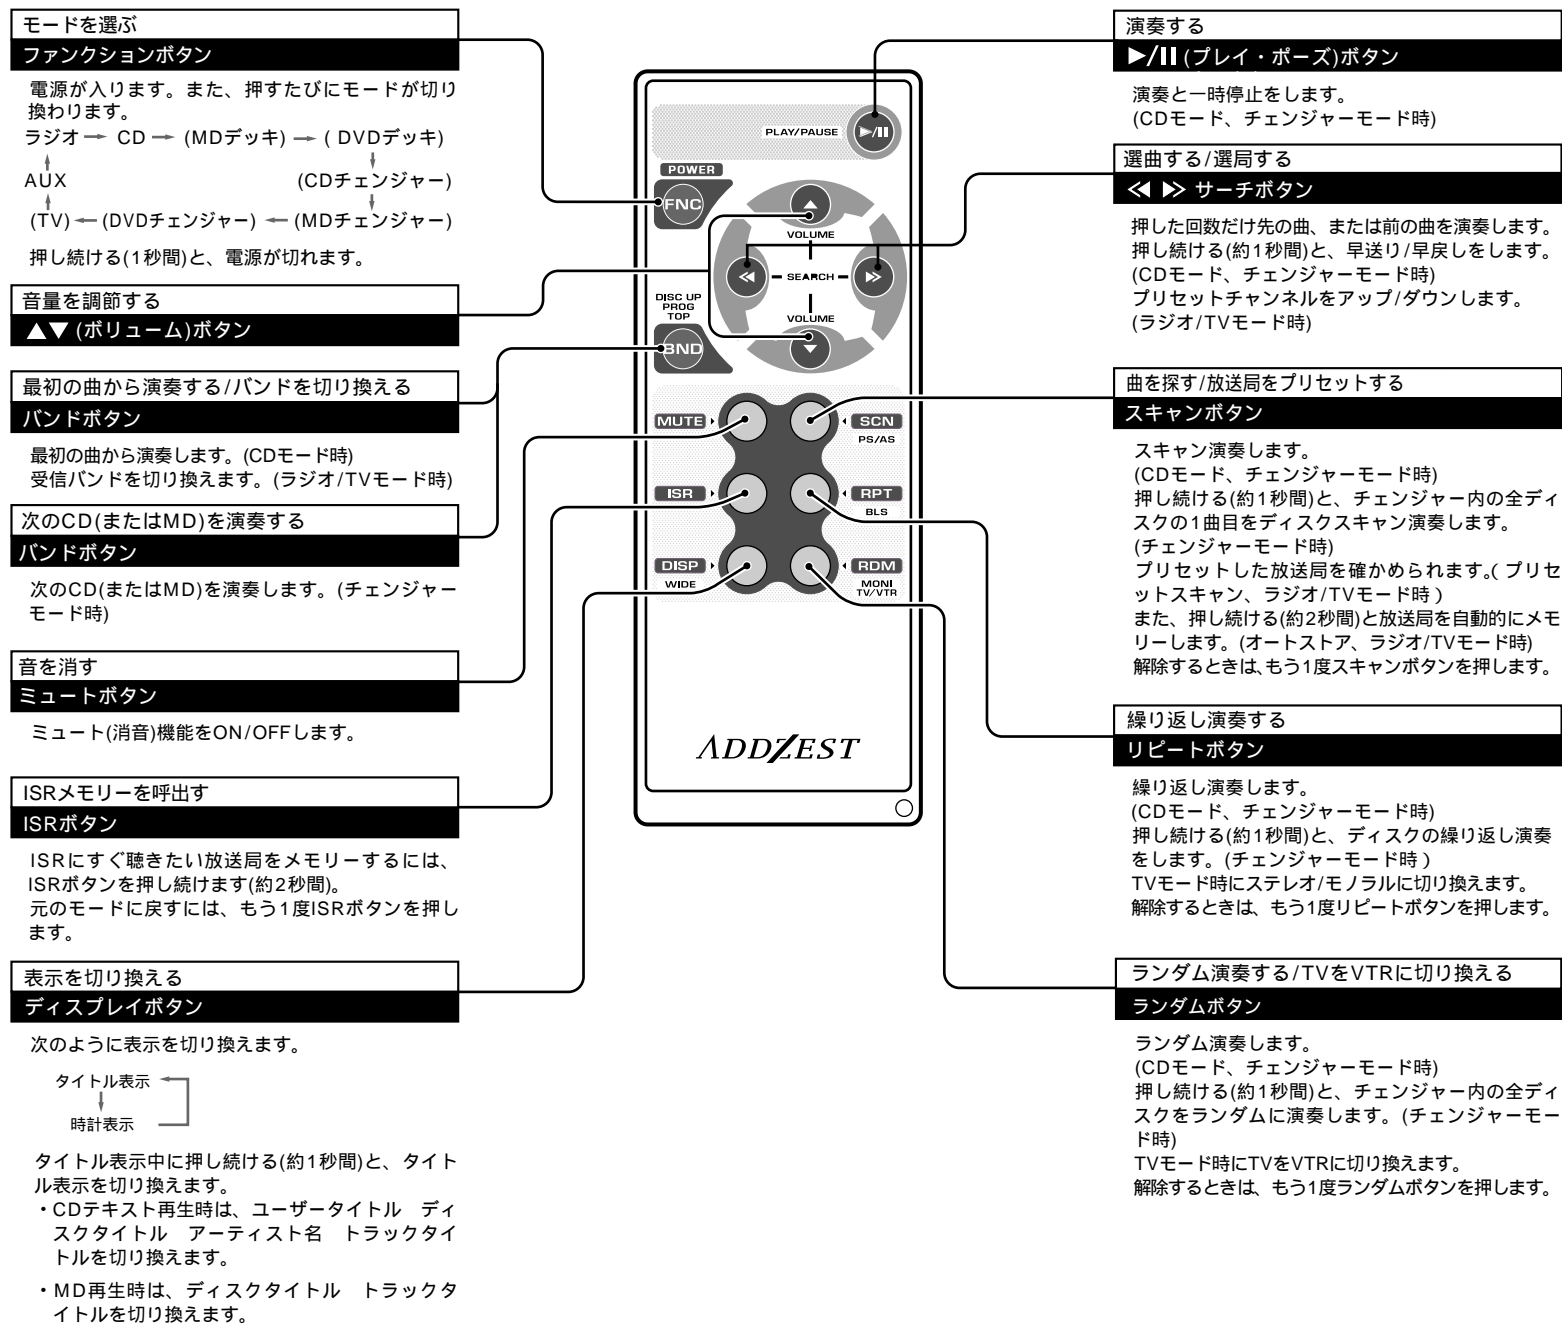 モードを選ぶ
ファンクションボタン
電源が入ります。また、押すたびにモードが切り
換わります。
ラジオ → CD → (MDデッキ) → ( DVDデッキ)
AUX (CDチェンジャー)
(TV) ← (DVDチェンジャー) ← (MDチェンジャー)
押し続ける(1秒間)と、電源が切れます。
音量を調節する
▲▼ (ボリューム)ボタン
最初の曲から演奏する/バンドを切り換える
バンドボタン
最初の曲から演奏します。(CDモード時)
受信バンドを切り換えます。(ラジオ/TVモード時)
次のCD(またはMD)を演奏する
バンドボタン
次のCD(またはMD)を演奏します。(チェンジャー
モード時)
音を消す
ミュートボタン
ミュート(消音)機能をON/OFFします。
ISRメモリーを呼出す
ISRボタン
ISRにすぐ聴きたい放送局をメモリーするには、
ISRボタンを押し続けます(約2秒間)。
元のモードに戻すには、もう1度ISRボタンを押し
ます。
表示を切り換える
ディスプレイボタン
次のように表示を切り換えます。
タイトル表示
時計表示
タイトル表示中に押し続ける(約1秒間)と、タイト
ル表示を切り換えます。
・CDテキスト再生時は、ユーザータイトル ディ
スクタイトル アーティスト名 トラックタイ
トルを切り換えます。
・MD再生時は、ディスクタイトル トラックタ
イトルを切り換えます。
PLAY/PAUSE ▶/II
POWER
FNC
VOLUME
SEARCH
VOLUME
DISC UP
PROG
TOP
BND
MUTE
SCN
PS/AS
ISR
RPT
BLS
DISP
WIDE
RDM
MONI
TV/VTR
ADDZEST
演奏する
▶/II (プレイ・ポーズ)ボタン
演奏と一時停止をします。
(CDモード、チェンジャーモード時)
選曲する/選局する
≪ ≫ サーチボタン
押した回数だけ先の曲、または前の曲を演奏します。
押し続ける(約1秒間)と、早送り/早戻しをします。
(CDモード、チェンジャーモード時)
プリセットチャンネルをアップ/ダウンします。
(ラジオ/TVモード時)
曲を探す/放送局をプリセットする
スキャンボタン
スキャン演奏します。
(CDモード、チェンジャーモード時)
押し続ける(約1秒間)と、チェンジャー内の全ディ
スクの1曲目をディスクスキャン演奏します。
(チェンジャーモード時)
プリセットした放送局を確かめられます。( プリセ
ットスキャン、ラジオ/TVモード時 )
また、押し続ける(約2秒間)と放送局を自動的にメモ
リーします。(オートストア、ラジオ/TVモード時)
解除するときは、もう1度スキャンボタンを押します。
繰り返し演奏する
リピートボタン
繰り返し演奏します。
(CDモード、チェンジャーモード時)
押し続ける(約1秒間)と、ディスクの繰り返し演奏
をします。(チェンジャーモード時 )
TVモード時にステレオ/モノラルに切り換えます。
解除するときは、もう1度リピートボタンを押します。
ランダム演奏する/TVをVTRに切り換える
ランダムボタン
ランダム演奏します。
(CDモード、チェンジャーモード時)
押し続ける(約1秒間)と、チェンジャー内の全ディ
スクをランダムに演奏します。(チェンジャーモー
ド時)
TVモード時にTVをVTRに切り換えます。
解除するときは、もう1度ランダムボタンを押します。